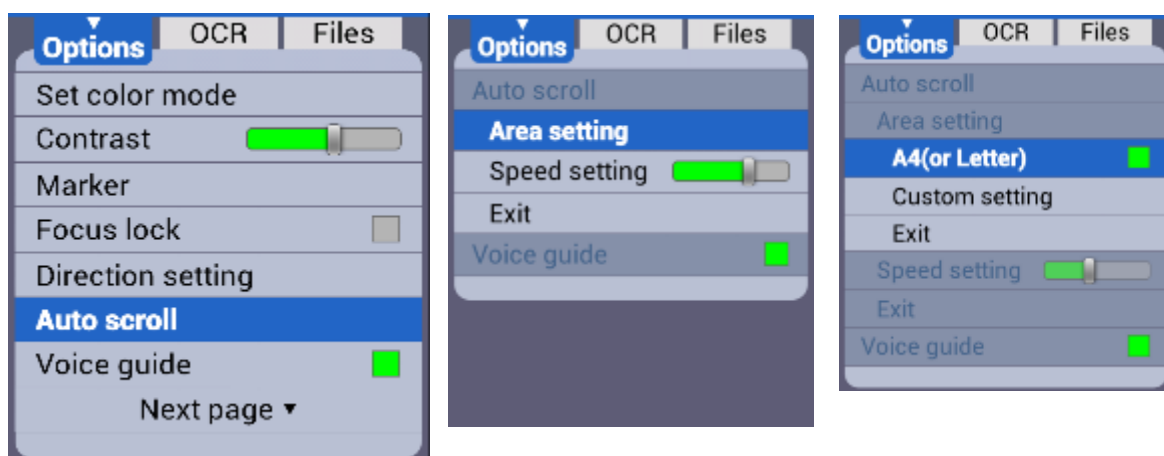 Options OCR Files
Set color mode
Contrast
Marker
Focus lock
Direction setting
Auto scroll
Voice guide
Next page ▼
Options OCR Files
Auto scroll
Area setting
Speed setting
Exit
Voice guide
Options OCR Files
Auto scroll
Area setting
A4(or Letter)
Custom setting
Exit
Speed setting
Exit
Voice guide